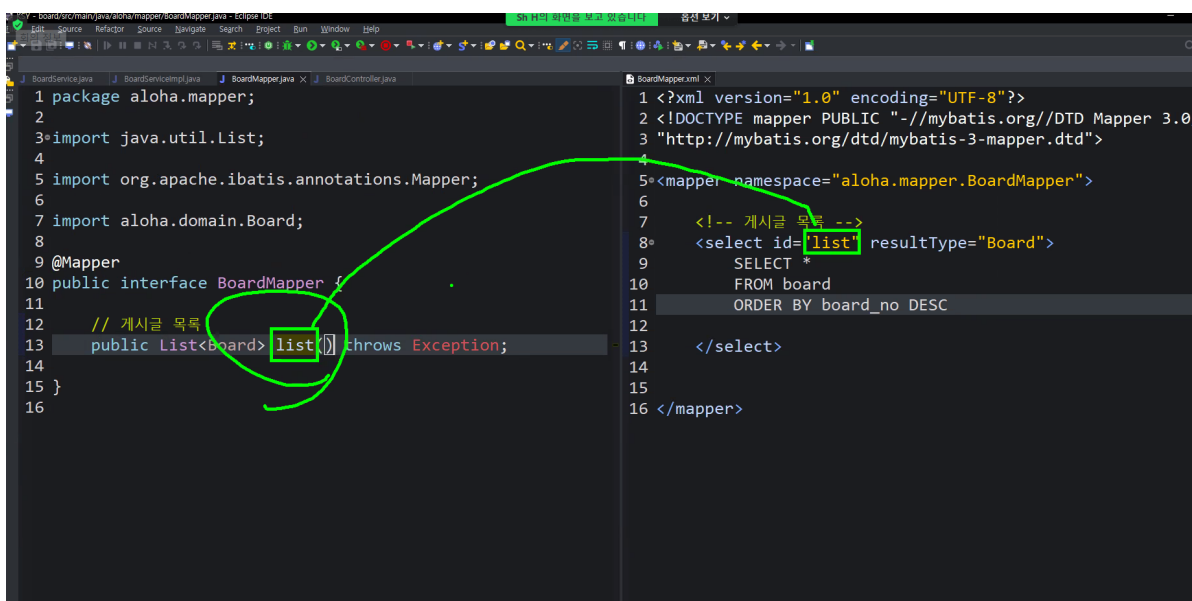 board/src/main/java/aloha/mapper/BoardMapper.java - Eclipse IDE
Sh H의 화면을 보고 있습니다
옵션 보기
Edit Source Refactor Source Navigate Search Project Run Window Help
BoardService.java BoardServiceImpl.java BoardMapper.java BoardController.java
1 package aloha.mapper;
2
3 import java.util.List;
4
5 import org.apache.ibatis.annotations.Mapper;
6
7 import aloha.domain.Board;
8
9 @Mapper
10 public interface BoardMapper {
11
12 // 게시글 목록
13 public List<Board> list() throws Exception;
14
15 }
16
BoardMapper.xml
1 <?xml version="1.0" encoding="UTF-8"?>
2 <!DOCTYPE mapper PUBLIC "-//mybatis.org//DTD Mapper 3.0
3 "http://mybatis.org/dtd/mybatis-3-mapper.dtd">
4
5 <mapper namespace="aloha.mapper.BoardMapper">
6
7 <!-- 게시글 목록 -->
8 <select id="list" resultType="Board">
9 SELECT *
10 FROM board
11 ORDER BY board_no DESC
12
13 </select>
14
15
16 </mapper>